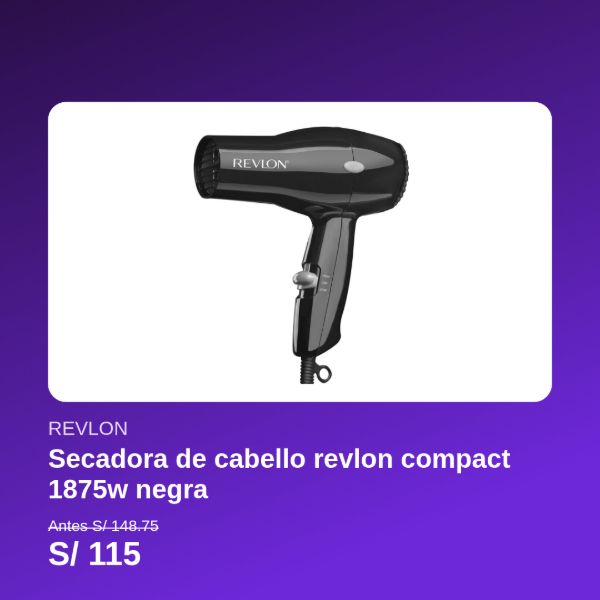 REVLON
REVLON
Secadora de cabello revlon compact
1875w negra
Antes S/ 148.75
S/ 115